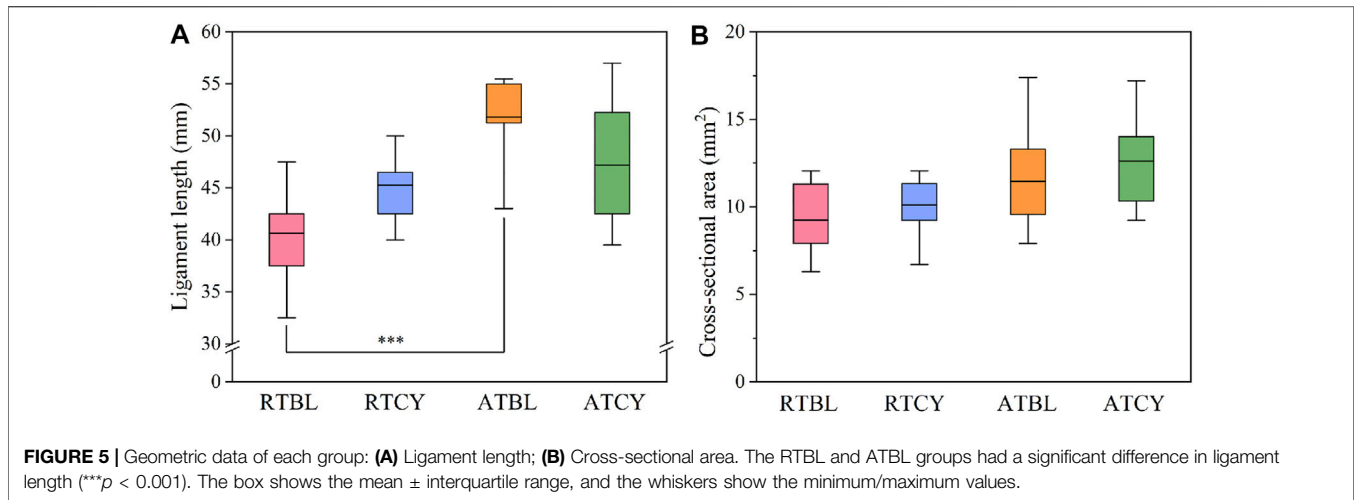 A
Ligament length (mm)
60
55
50
45
40
35
30
0
***
RTBL RTCY ATBL ATCY
B
Cross-sectional area (mm²)
20
15
10
5
0
RTBL RTCY ATBL ATCY
FIGURE 5 | Geometric data of each group: (A) Ligament length; (B) Cross-sectional area. The RTBL and ATBL groups had a significant difference in ligament
length (***p < 0.001). The box shows the mean ± interquartile range, and the whiskers show the minimum/maximum values.